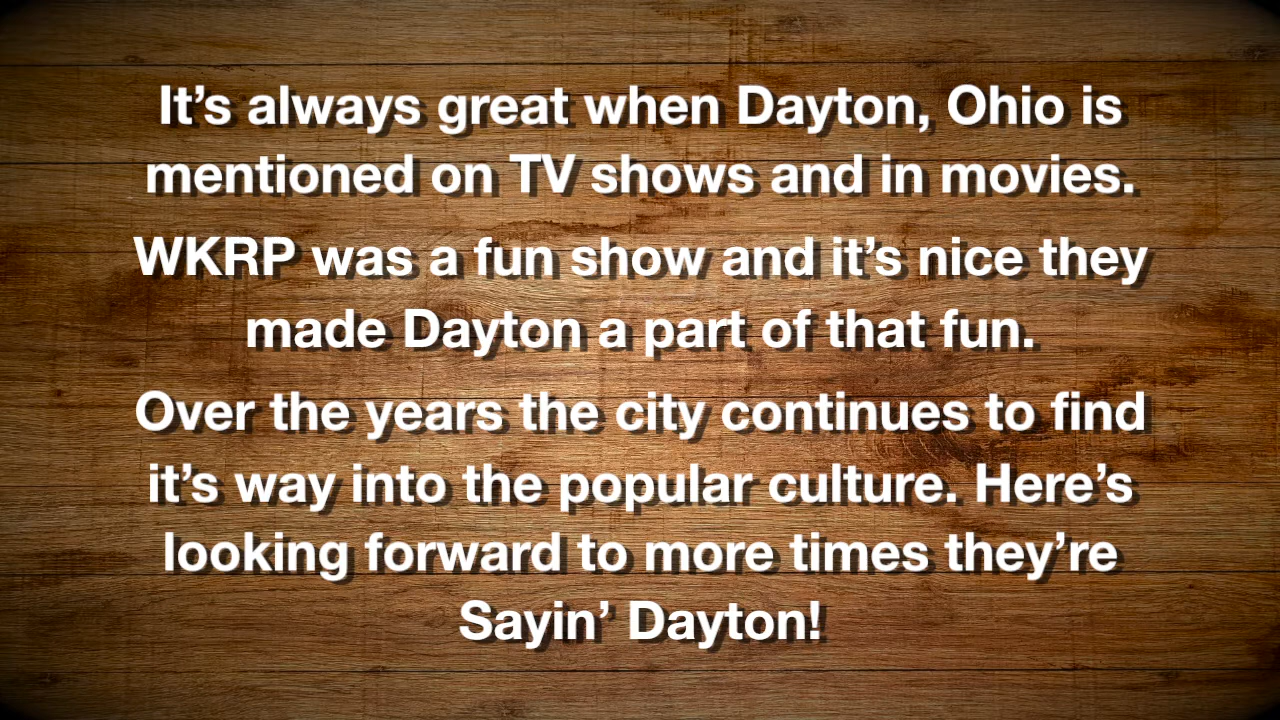 It’s always great when Dayton, Ohio is
mentioned on TV shows and in movies.
WKRP was a fun show and it’s nice they
made Dayton a part of that fun.
Over the years the city continues to find
it’s way into the popular culture. Here’s
looking forward to more times they’re
Sayin’ Dayton!